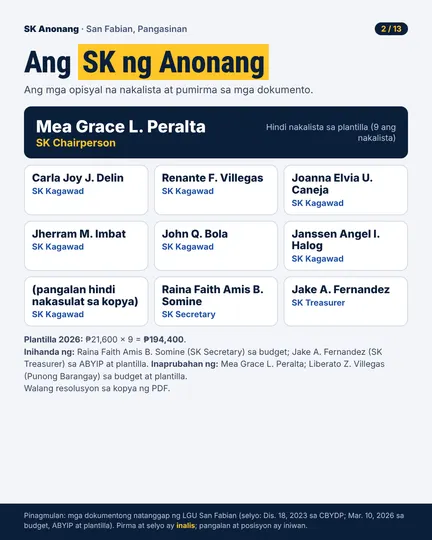 SK Anonang · San Fabian, Pangasinan
2 / 13
Ang SK ng Anonang
Ang mga opisyal na nakalista at pumirma sa mga dokumento.
Mea Grace L. Peralta
SK Chairperson
Hindi nakalista sa plantilla (9 ang
nakalista)
Carla Joy J. Delin
SK Kagawad
Renante F. Villegas
SK Kagawad
Joanna Elvia U.
Caneja
SK Kagawad
Jherram M. Imbat
SK Kagawad
John Q. Bola
SK Kagawad
Janssen Angel I.
Halog
SK Kagawad
(pangalan hindi
nakasulat sa kopya)
SK Kagawad
Raina Faith Amis B.
Somine
SK Secretary
Jake A. Fernandez
SK Treasurer
Plantilla 2026: ₱21,600 × 9 = ₱194,400.
Inihanda ng: Raina Faith Amis B. Somine (SK Secretary) sa budget; Jake A. Fernandez (SK
Treasurer) sa ABYIP at plantilla. Inaprubahan ng: Mea Grace L. Peralta; Liberato Z. Villegas
(Punong Barangay) sa budget at plantilla.
Walang resolusyon sa kopya ng PDF.
Pinagmulan: mga dokumentong natanggap ng LGU San Fabian (selyo: Dis. 18, 2023 sa CBYDP; Mar. 10, 2026 sa
budget, ABYIP at plantilla). Pirma at selyo ay inalis; pangalan at posisyon ay iniwan.